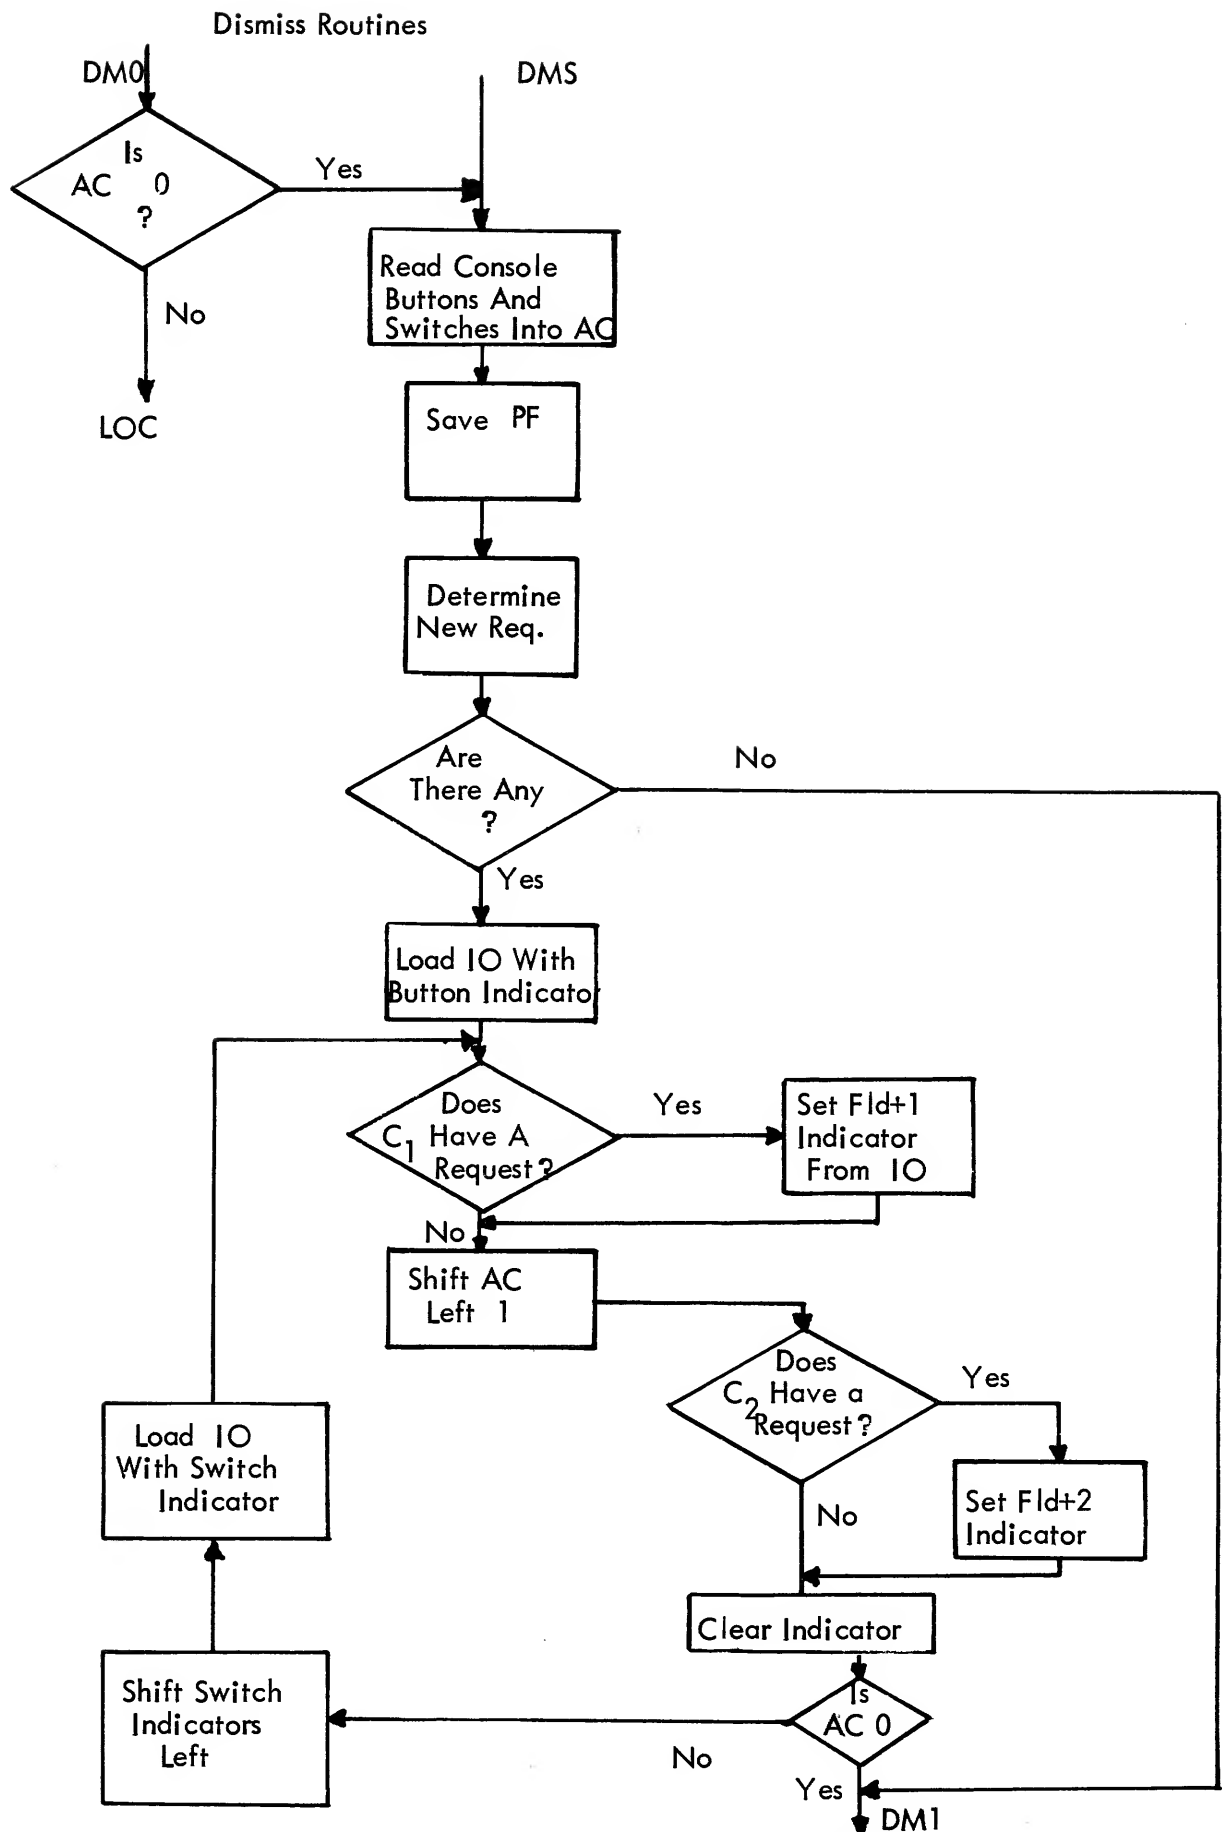 Dismiss Routines
DM0
DMS
Is
AC 0
?
Yes
No
LOC
Read Console
Buttons And
Switches Into AC
Save PF
Determine
New Req.
Are
There Any
?
No
Yes
Load IO With
Button Indicator
Does
C1 Have A
Request?
Yes
Set Fld+1
Indicator
From IO
No
Shift AC
Left 1
Does
C2 Have a
Request?
Yes
Set Fld+2
Indicator
No
Clear Indicator
Is
AC 0
No
Yes
DM1
Shift Switch
Indicators
Left
Load IO
With Switch
Indicator